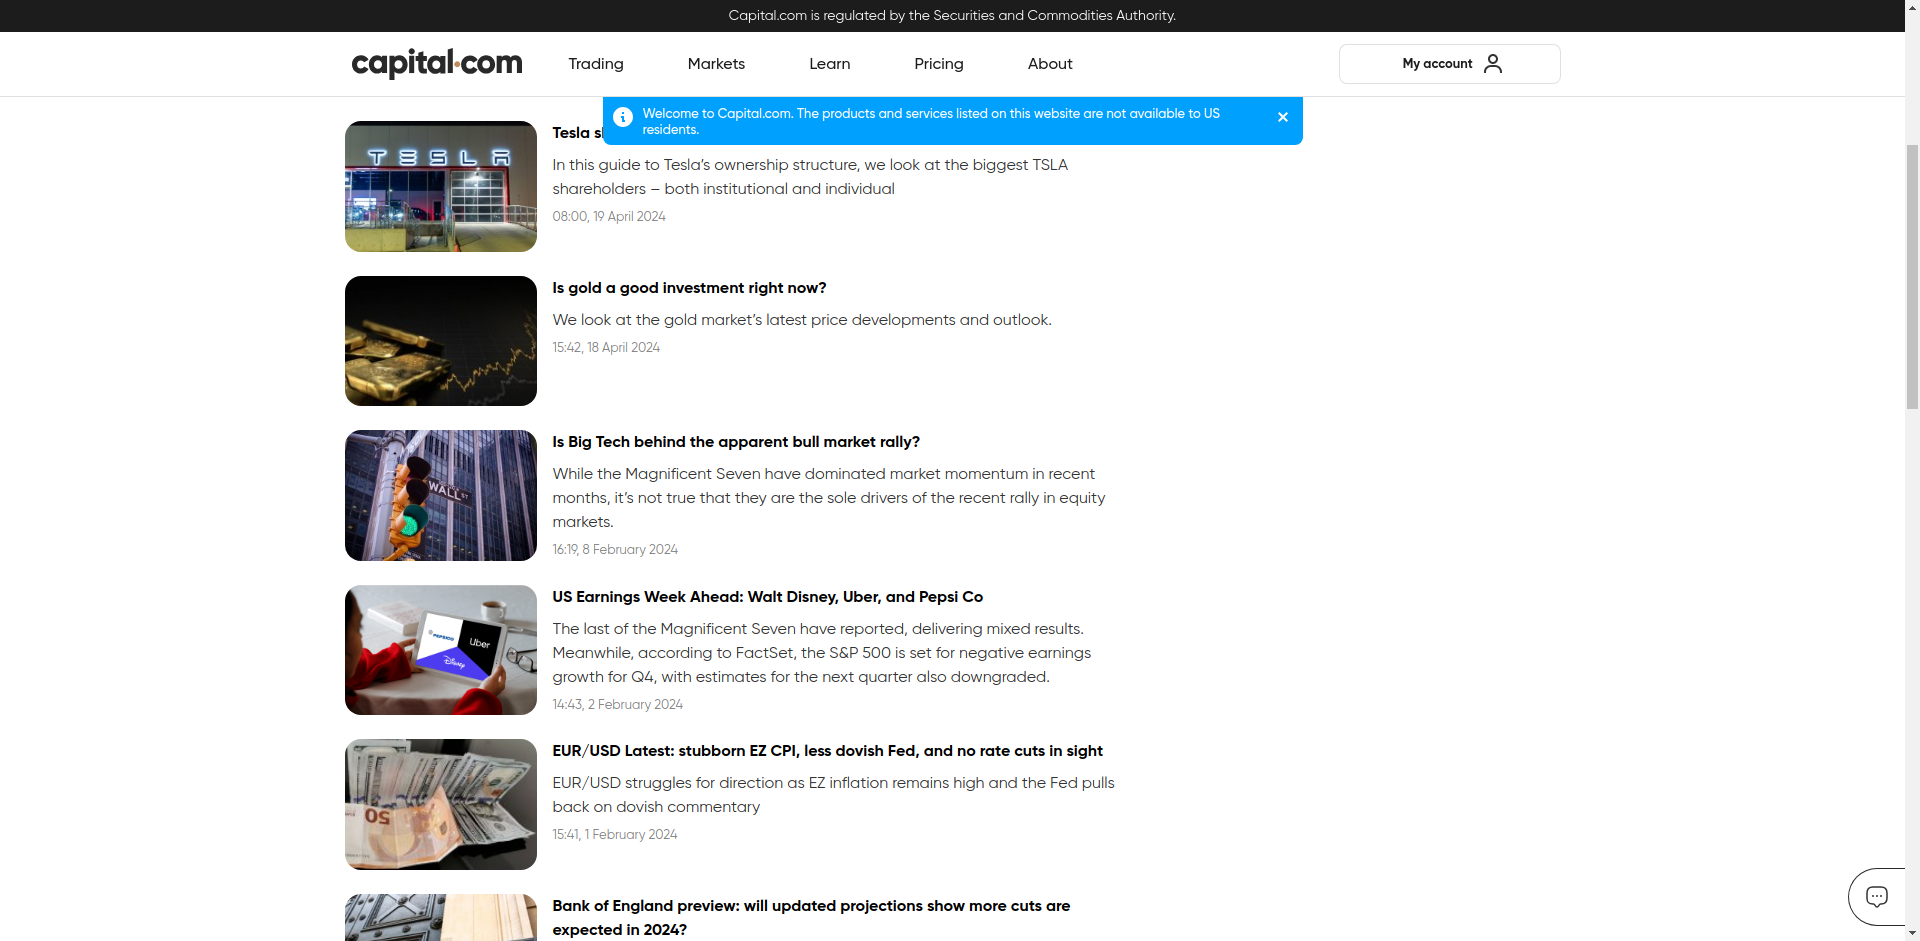 Capital.com is regulated by the Securities and Commodities Authority.
capital.com
Trading
Markets
Learn
Pricing
About
My account
Welcome to Capital.com. The products and services listed on this website are not available to US
residents.
TESLA
Tesla
In this guide to Tesla’s ownership structure, we look at the biggest TSLA
shareholders – both institutional and individual
08:00, 19 April 2024
Is gold a good investment right now?
We look at the gold market’s latest price developments and outlook.
15:42, 18 April 2024
WALL ST
Is Big Tech behind the apparent bull market rally?
While the Magnificent Seven have dominated market momentum in recent
months, it’s not true that they are the sole drivers of the recent rally in equity
markets.
16:19, 8 February 2024
PEPSICO
Uber
Disney
US Earnings Week Ahead: Walt Disney, Uber, and Pepsi Co
The last of the Magnificent Seven have reported, delivering mixed results.
Meanwhile, according to FactSet, the S&P 500 is set for negative earnings
growth for Q4, with estimates for the next quarter also downgraded.
14:43, 2 February 2024
50
EUR/USD Latest: stubborn EZ CPI, less dovish Fed, and no rate cuts in sight
EUR/USD struggles for direction as EZ inflation remains high and the Fed pulls
back on dovish commentary
15:41, 1 February 2024
Bank of England preview: will updated projections show more cuts are
expected in 2024?